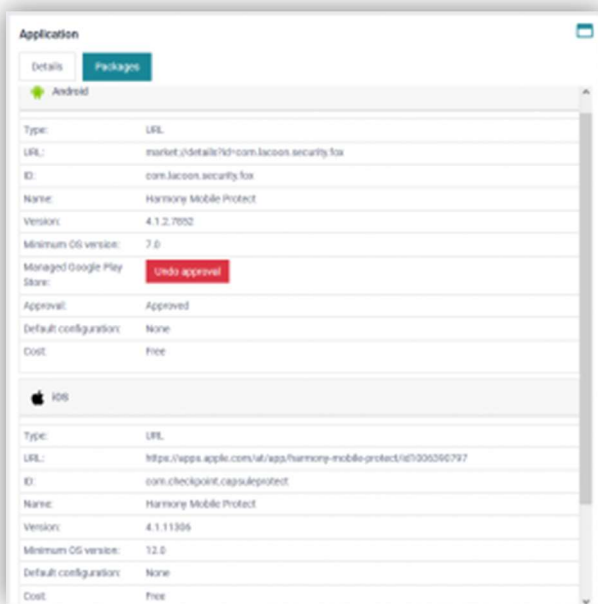 Application
Details Packages
Android
Type: URL
URL: market://details?id=com.lacoon.security.fox
ID: com.lacoon.security.fox
Name: Harmony Mobile Protect
Version: 4.1.2.7852
Minimum OS version: 7.0
Managed Google Play
Store: Undo approval
Approval: Approved
Default configuration: None
Cost: Free
iOS
Type: URL
URL: https://apps.apple.com/at/app/harmony-mobile-protect/id1006390797
ID: com.checkpoint.capsuleprotect
Name: Harmony Mobile Protect
Version: 4.1.11306
Minimum OS version: 12.0
Default configuration: None
Cost: Free